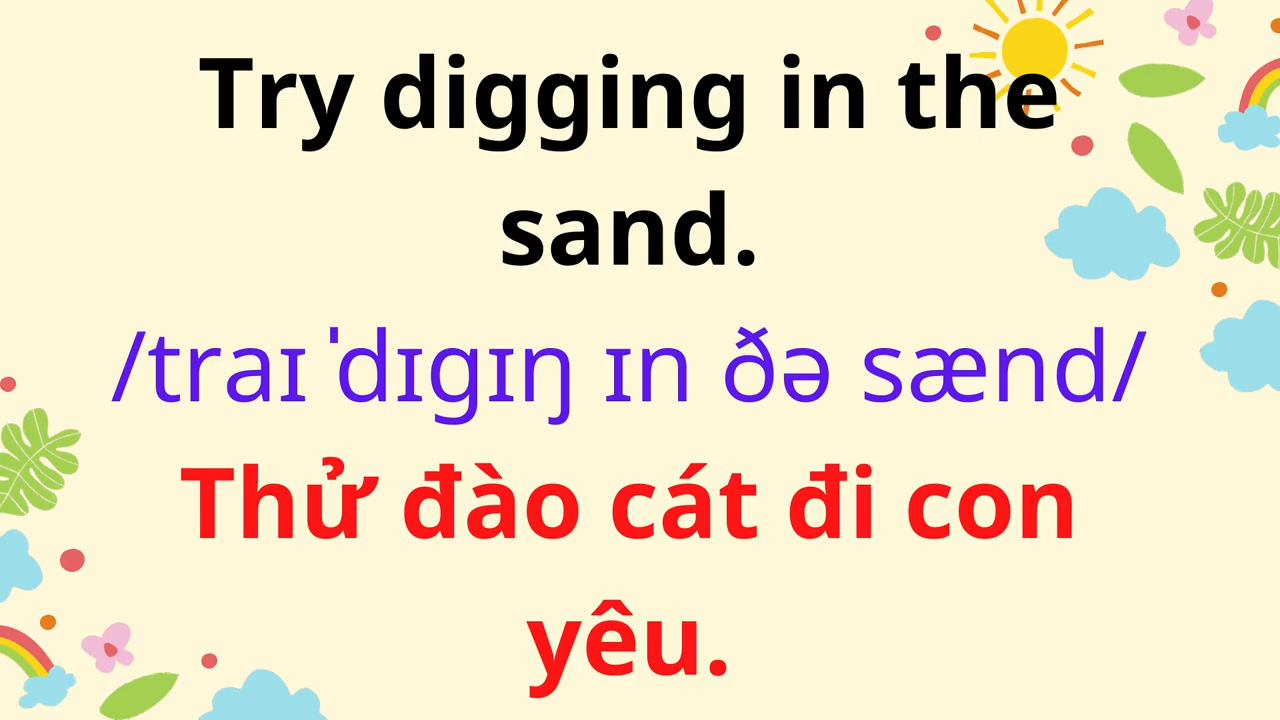 Try digging in the
sand.
/traɪ ˈdɪgɪŋ ɪn ðə sænd/
Thử đào cát đi con
yêu.